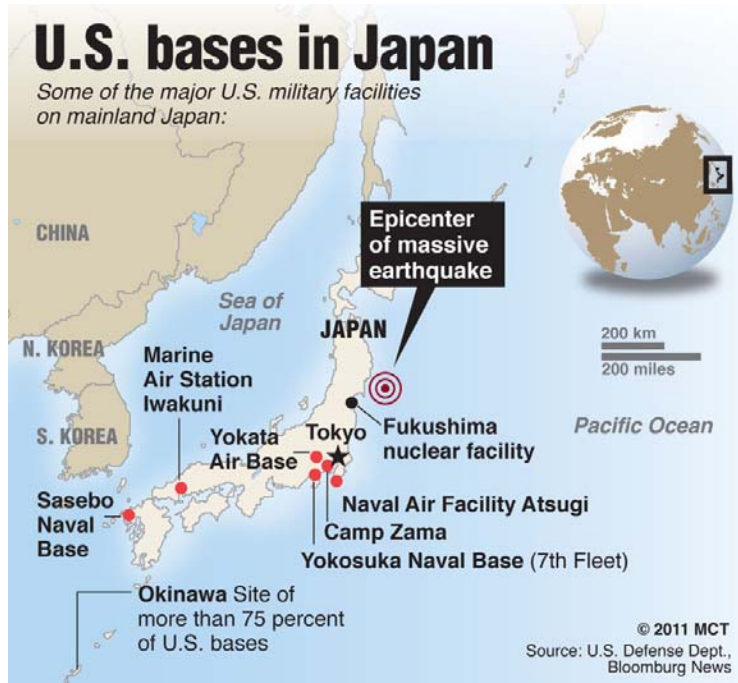 U.S. bases in Japan
Some of the major U.S. military facilities
on mainland Japan:
CHINA
Epicenter
of massive
earthquake
Sea of
Japan
JAPAN
200 km
200 miles
N. KOREA
S. KOREA
Marine
Air Station
Iwakuni
Yokata
Air Base
Tokyo
Fukushima
nuclear facility
Pacific Ocean
Sasebo
Naval
Base
Naval Air Facility Atsugi
Camp Zama
Yokosuka Naval Base (7th Fleet)
Okinawa Site of
more than 75 percent
of U.S. bases
© 2011 MCT
Source: U.S. Defense Dept.,
Bloomburg News